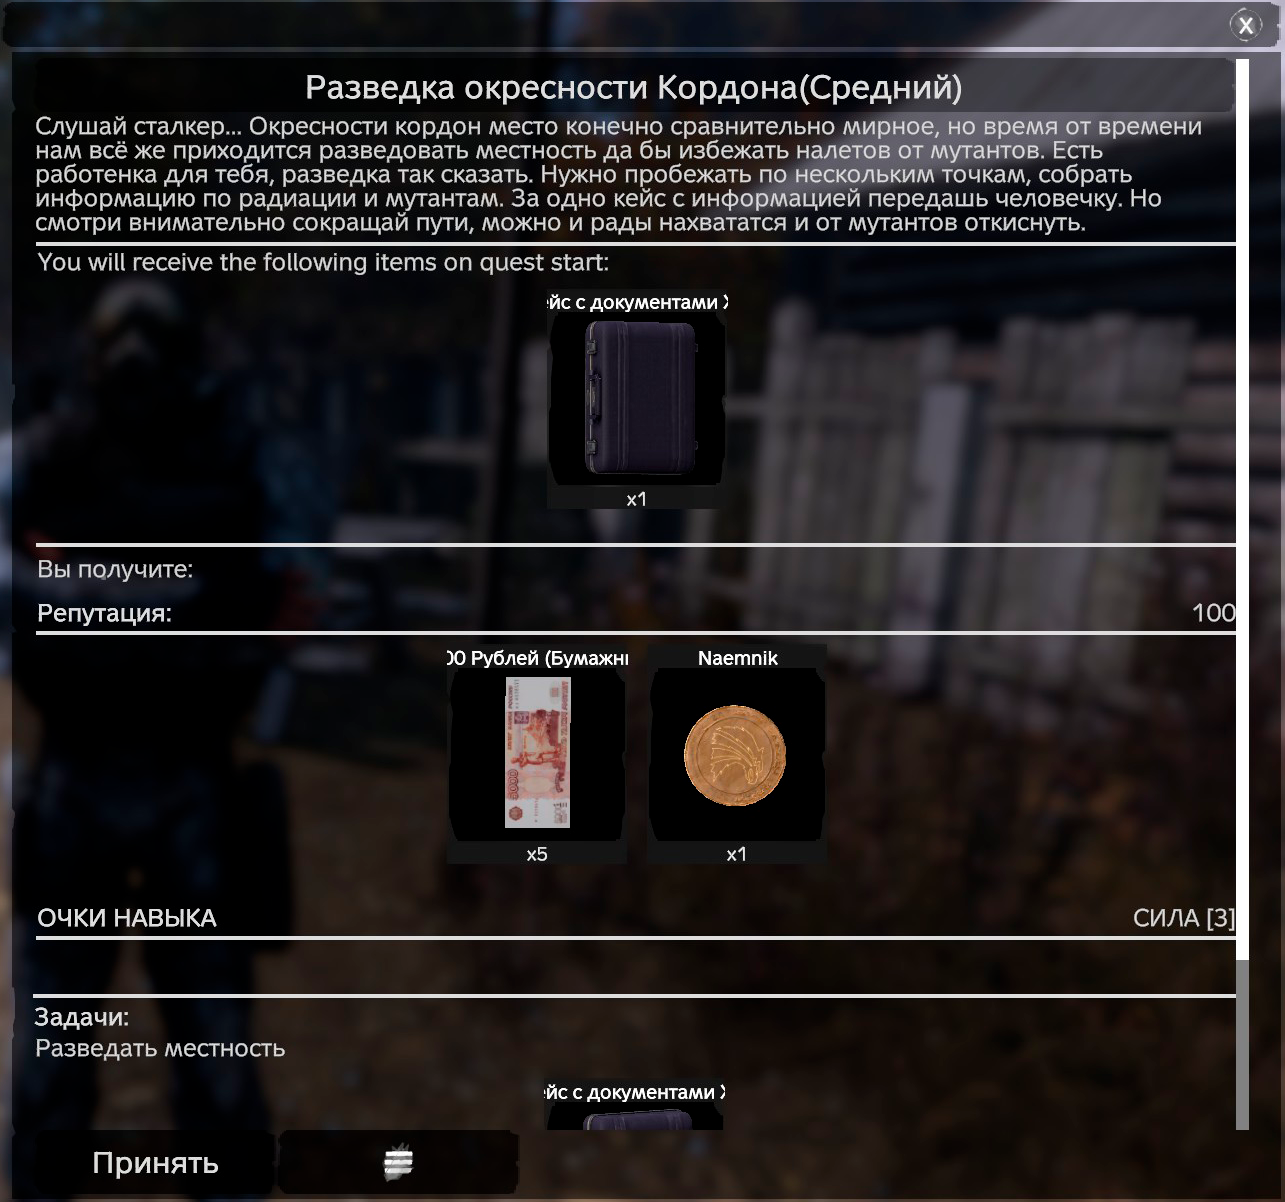 X
Разведка окресности Кордона(Средний)
Слушай сталкер... Окресности кордон место конечно сравнительно мирное, но время от времени
нам всё же приходится разведовать местность да бы избежать налетов от мутантов. Есть
работенка для тебя, разведка так сказать. Нужно пробежать по нескольким точкам, собрать
информацию по радиации и мутантам. За одно кейс с информацией передашь человечку. Но
смотри внимательно сокращай пути, можно и рады нахвататся и от мутантов откиснуть.
You will receive the following items on quest start:
йс с документами
x1
Вы получите:
Репутация: 100
00 Рублей (Бумажн Naemnik
5000
x5 x1
ОЧКИ НАВЫКА СИЛА [3]
Задачи:
Разведать местность
йс с документами
Принять